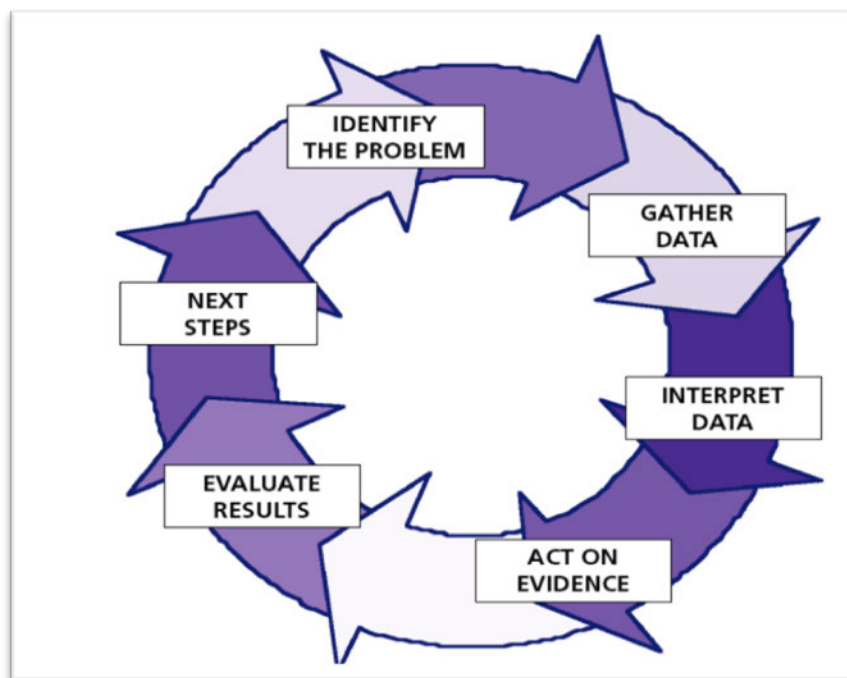 IDENTIFY
THE PROBLEM
GATHER
DATA
INTERPRET
DATA
ACT ON
EVIDENCE
EVALUATE
RESULTS
NEXT
STEPS